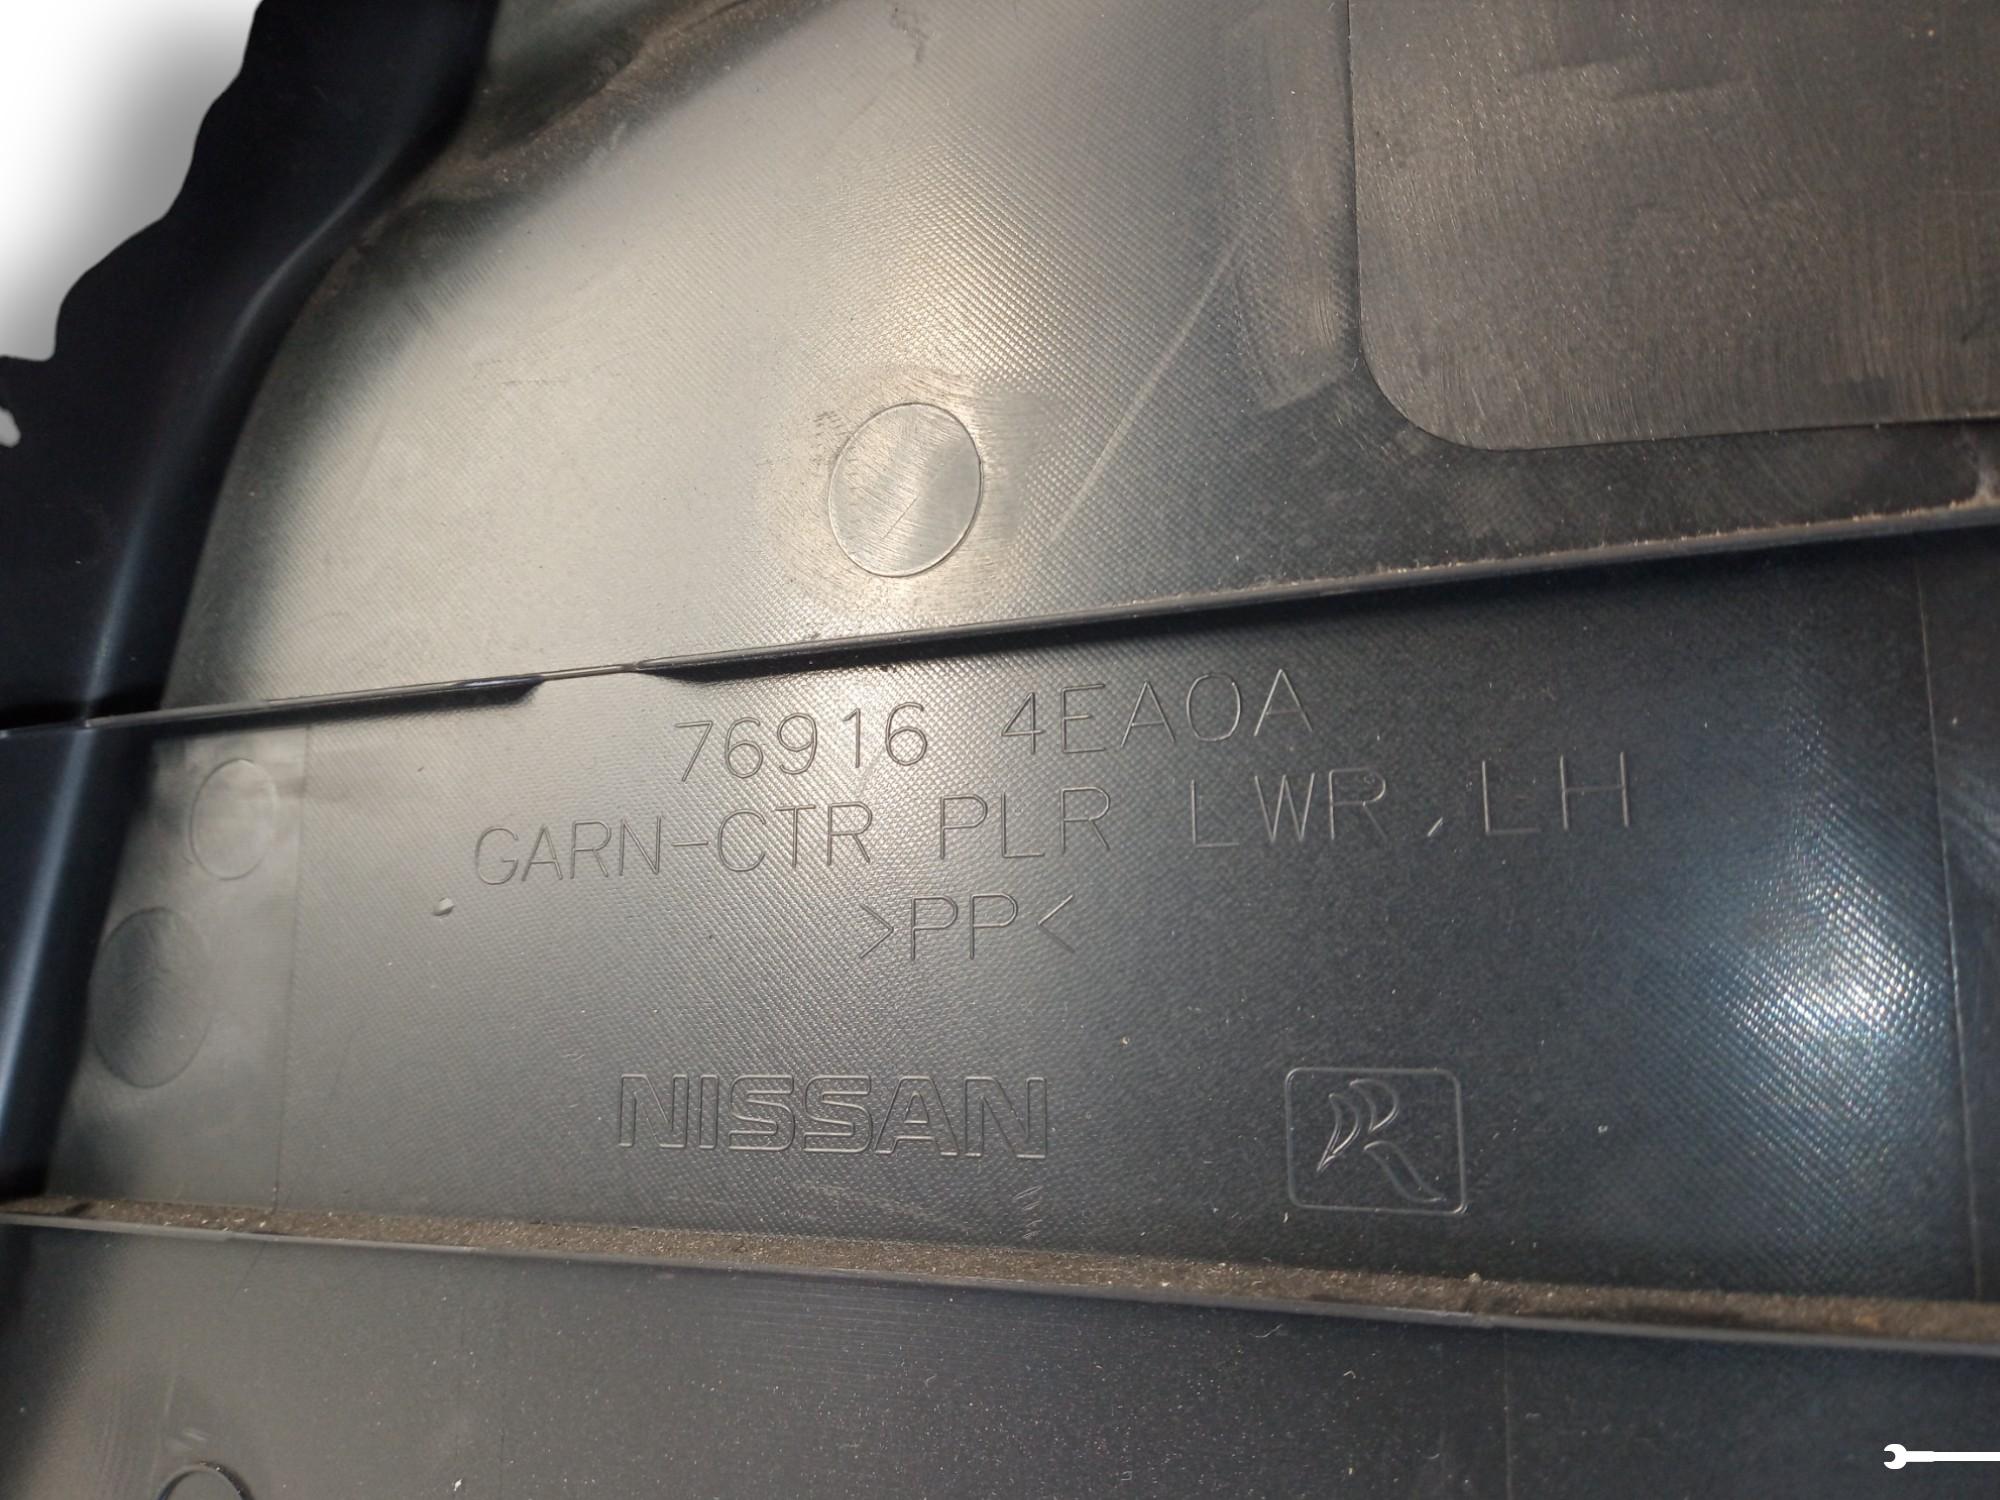 76916 4EA0A
GARN-CTR PLR LWR, LH
>PP<
NISSAN